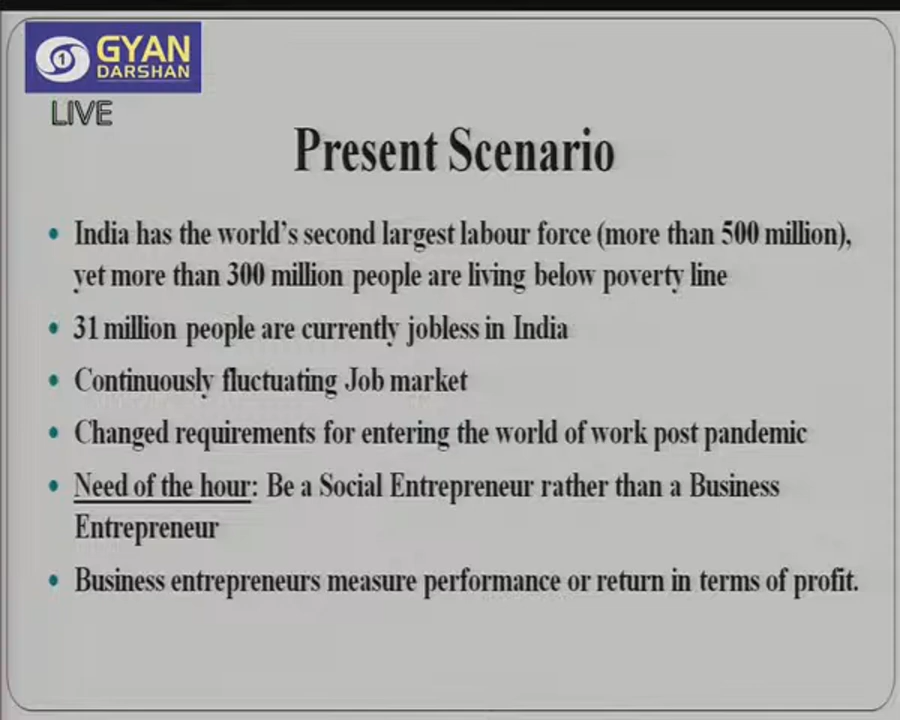 1 GYAN
DARSHAN
LIVE
Present Scenario
• India has the world's second largest labour force (more than 500 million),
yet more than 300 million people are living below poverty line
• 31 million people are currently jobless in India
• Continuously fluctuating Job market
• Changed requirements for entering the world of work post pandemic
• Need of the hour: Be a Social Entrepreneur rather than a Business
Entrepreneur
• Business entrepreneurs measure performance or return in terms of profit.